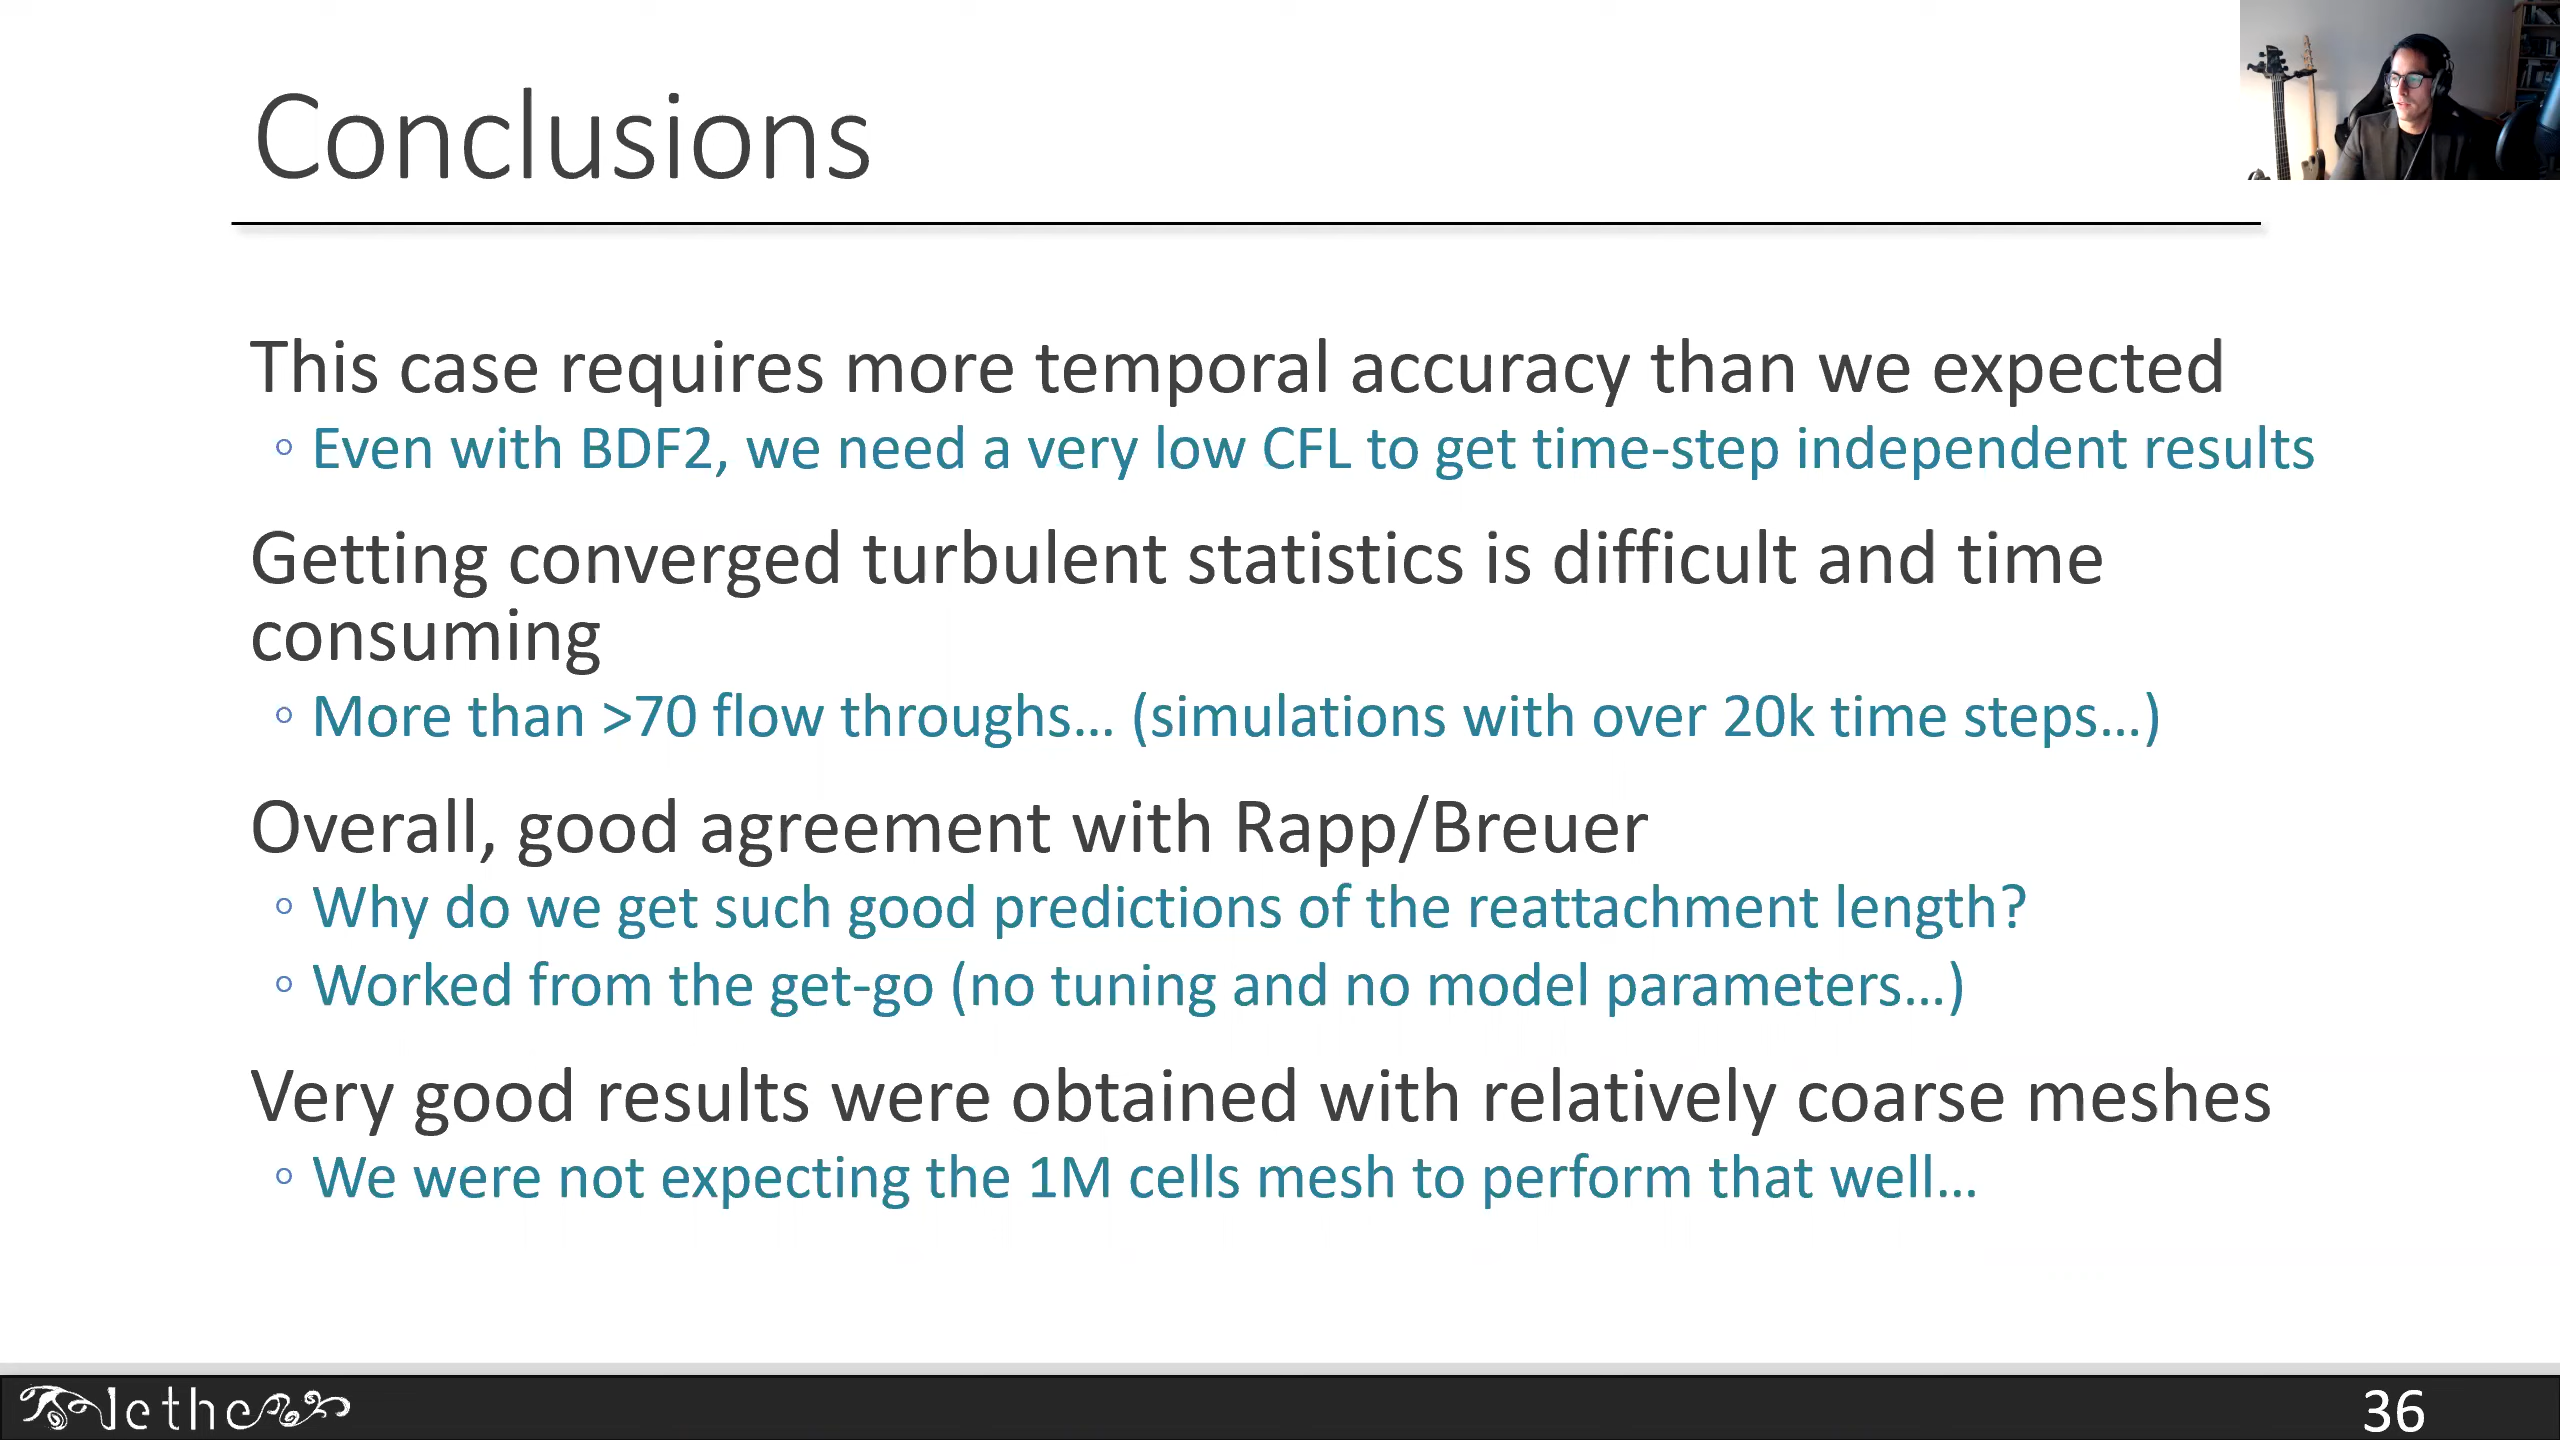 Conclusions
This case requires more temporal accuracy than we expected
◦ Even with BDF2, we need a very low CFL to get time-step independent results
Getting converged turbulent statistics is difficult and time
consuming
◦ More than >70 flow throughs... (simulations with over 20k time steps...)
Overall, good agreement with Rapp/Breuer
◦ Why do we get such good predictions of the reattachment length?
◦ Worked from the get-go (no tuning and no model parameters...)
Very good results were obtained with relatively coarse meshes
◦ We were not expecting the 1M cells mesh to perform that well...
lethe
36